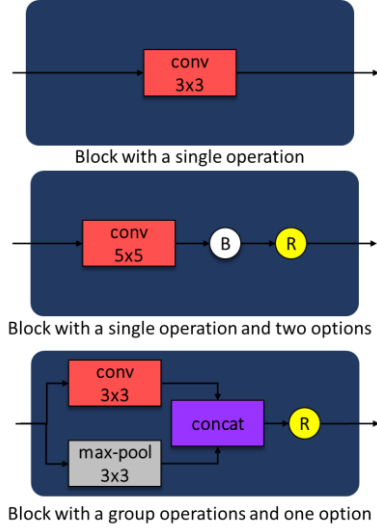 conv
3x3
Block with a single operation
conv
5x5
B
R
Block with a single operation and two options
conv
3x3
concat
R
max-pool
3x3
Block with a group operations and one option